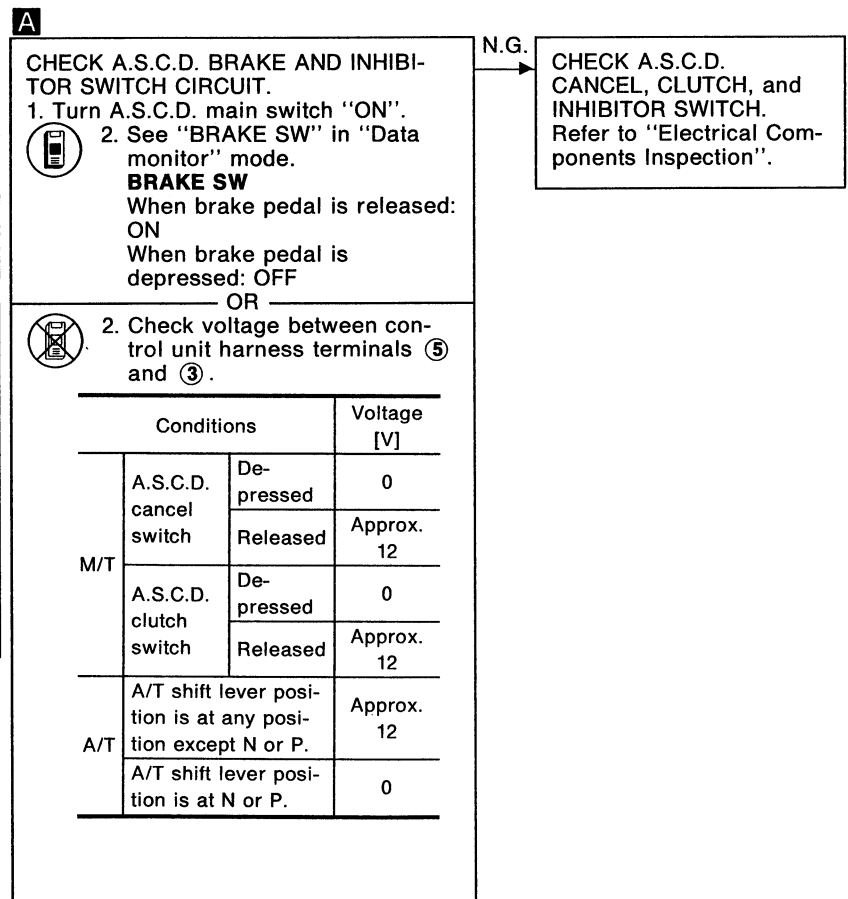 A
CHECK A.S.C.D. BRAKE AND INHIBI-
TOR SWITCH CIRCUIT.
1. Turn A.S.C.D. main switch "ON".
2. See "BRAKE SW" in "Data
monitor" mode.
BRAKE SW
When brake pedal is released:
ON
When brake pedal is
depressed: OFF
OR
2. Check voltage between con-
trol unit harness terminals ⑤
and ③.
Conditions
Voltage
[V]
M/T
A.S.C.D.
cancel
switch
De-
pressed
0
Released
Approx.
12
A.S.C.D.
clutch
switch
De-
pressed
0
Released
Approx.
12
A/T
A/T shift lever posi-
tion is at any posi-
tion except N or P.
Approx.
12
A/T shift lever posi-
tion is at N or P.
0
N.G.
CHECK A.S.C.D.
CANCEL, CLUTCH, and
INHIBITOR SWITCH.
Refer to "Electrical Com-
ponents Inspection".